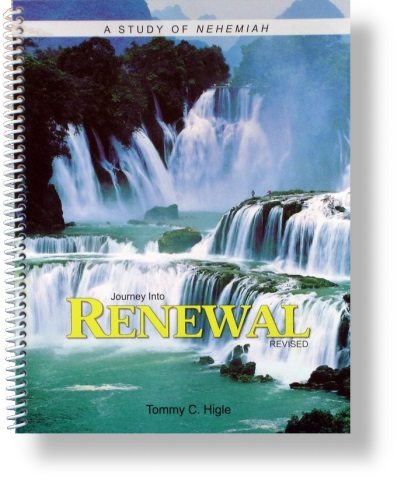 A STUDY OF NEHEMIAH
Journey Into
RENEWAL
REVISED
Tommy C. Higle